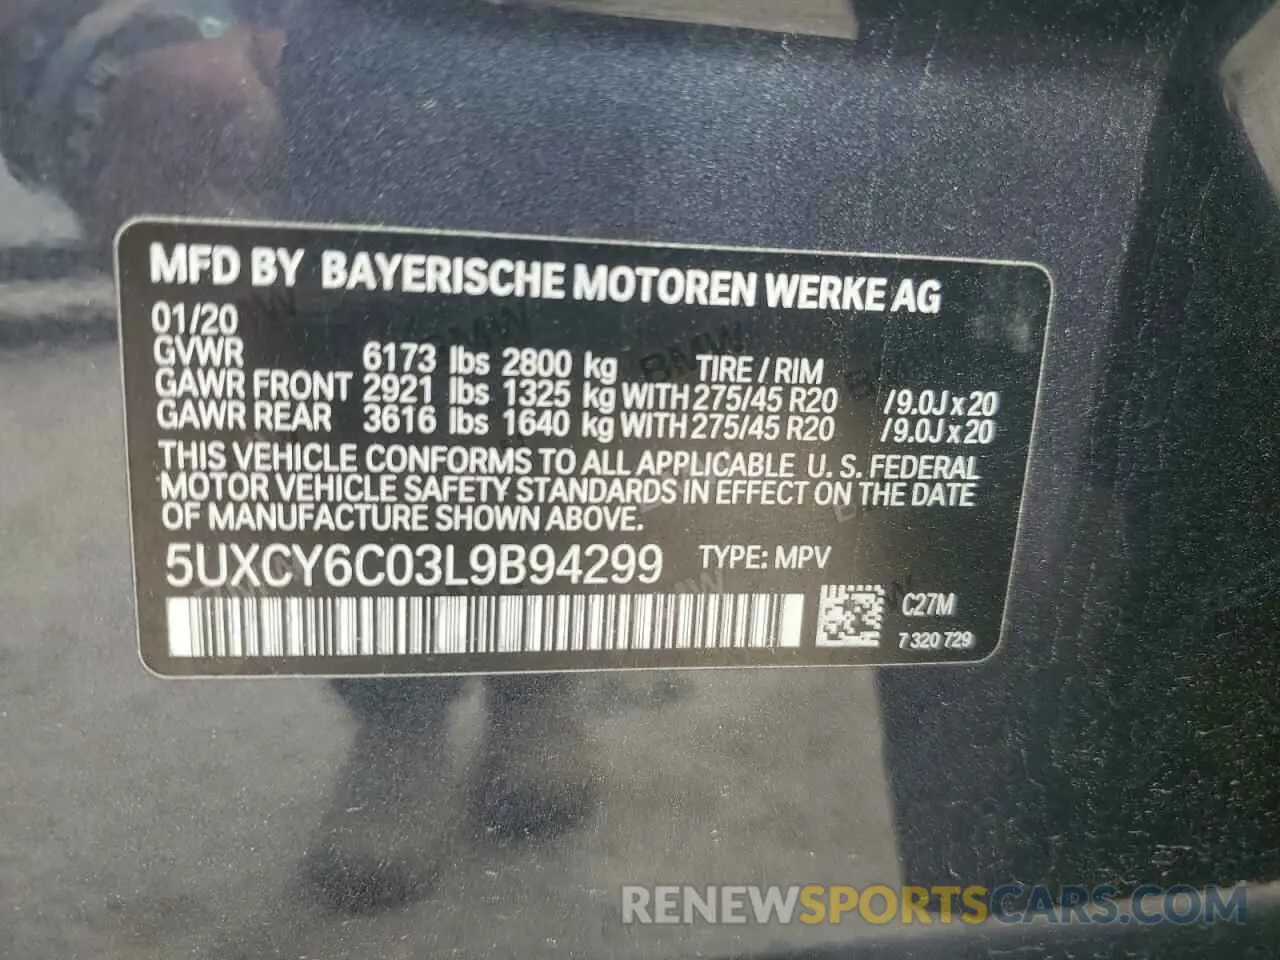 MFD BY BAYERISCHE MOTOREN WERKE AG
01/20
GVWR 6173 lbs 2800 kg TIRE / RIM
GAWR FRONT 2921 lbs 1325 kg WITH 275/45 R20 /9.0J x 20
GAWR REAR 3616 lbs 1640 kg WITH 275/45 R20 /9.0J x 20
THIS VEHICLE CONFORMS TO ALL APPLICABLE U. S. FEDERAL
MOTOR VEHICLE SAFETY STANDARDS IN EFFECT ON THE DATE
OF MANUFACTURE SHOWN ABOVE.
5UXCY6C03L9B94299 TYPE: MPV
C27M
7 320 729
RENEWSPORTSCARS.COM